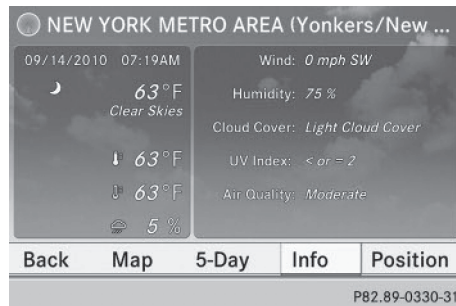 NEW YORK METRO AREA (Yonkers/New ...
09/14/2010 07:19AM
63°F
Clear Skies
63°F
63°F
5 %
Wind: 0 mph SW
Humidity: 75 %
Cloud Cover: Light Cloud Cover
UV Index: < or = 2
Air Quality: Moderate
Back Map 5-Day Info Position
P82.89-0330-31